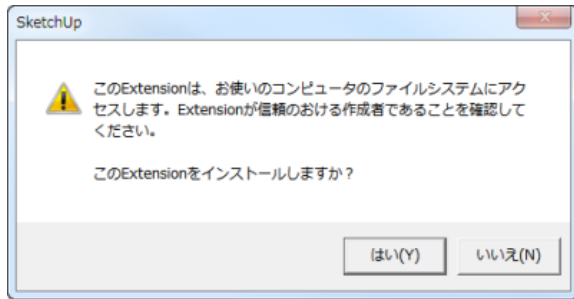 SketchUp
このExtensionは、お使いのコンピュータのファイルシステムにアク
セスします。Extensionが信頼のおける作成者であることを確認して
ください。
このExtensionをインストールしますか？
はい(Y)
いいえ(N)